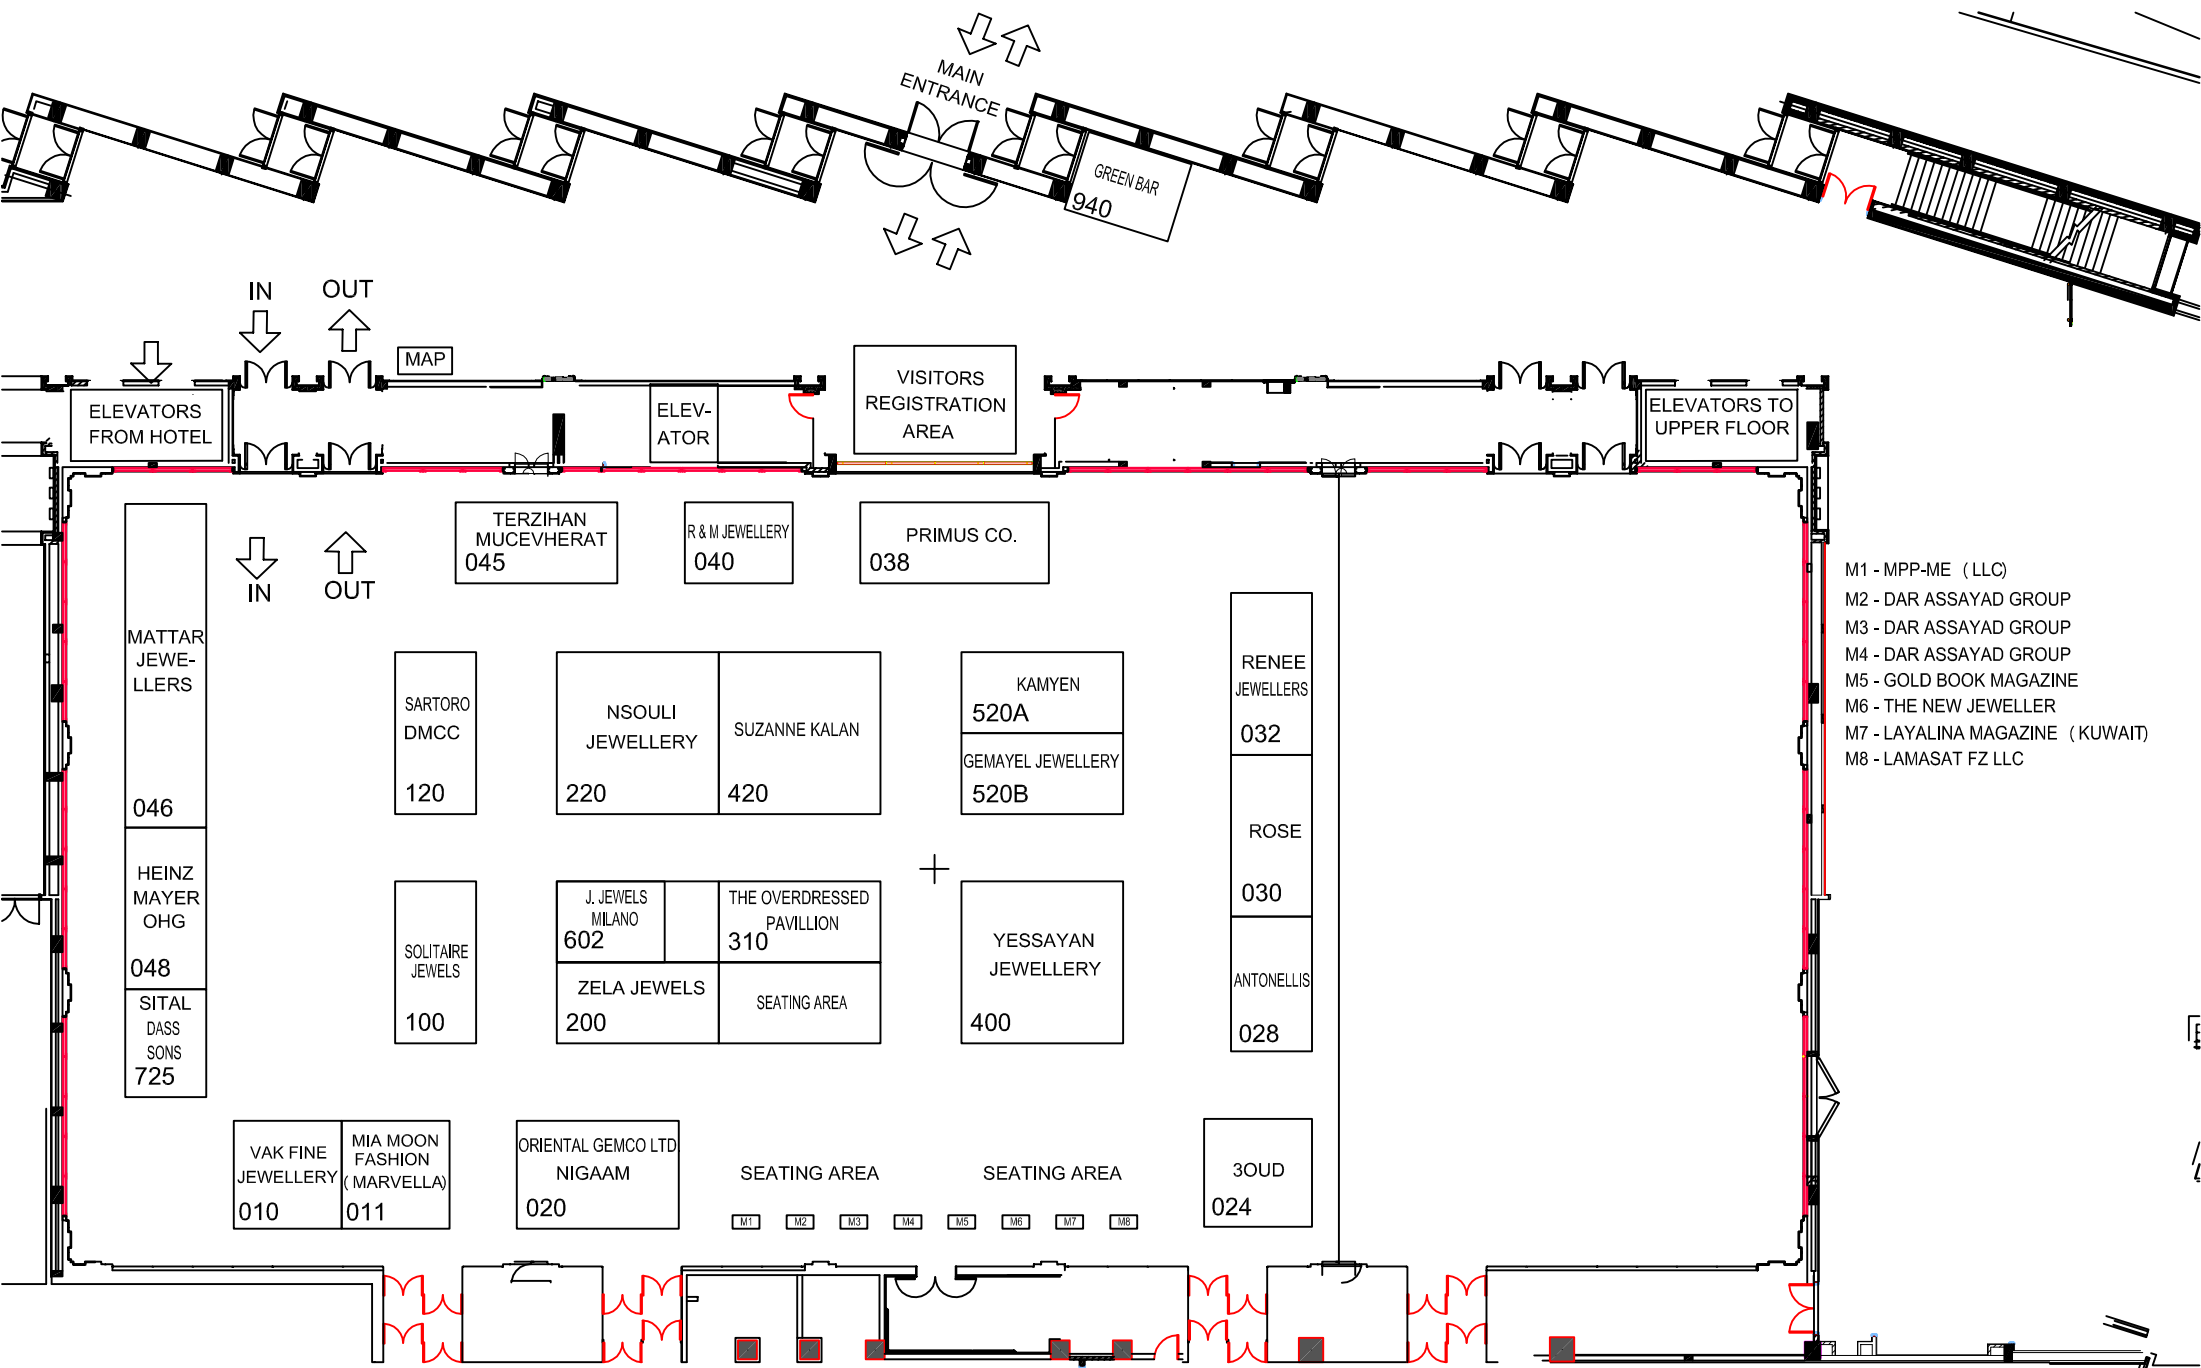 MAIN
ENTRANCE
GREEN BAR
940
IN
OUT
MAP
ELEVATORS
FROM HOTEL
ELEV-
ATOR
VISITORS
REGISTRATION
AREA
ELEVATORS TO
UPPER FLOOR
IN
OUT
TERZIHAN
MUCEVHERAT
045
R & M JEWELLERY
040
PRIMUS CO.
038
MATTAR
JEWE-
LLERS
046
HEINZ
MAYER
OHG
048
SITAL
DASS
SONS
725
SARTORO
DMCC
120
NSOULI
JEWELLERY
220
SUZANNE KALAN
420
KAMYEN
520A
GEMAYEL JEWELLERY
520B
RENEE
JEWELLERS
032
ROSE
030
ANTONELLIS
028
SOLITAIRE
JEWELS
100
J. JEWELS
MILANO
602
THE OVERDRESSED
PAVILLION
310
ZELA JEWELS
200
SEATING AREA
YESSAYAN
JEWELLERY
400
VAK FINE
JEWELLERY
010
MIA MOON
FASHION
( MARVELLA)
011
ORIENTAL GEMCO LTD.
NIGAAM
020
SEATING AREA
SEATING AREA
3OUD
024
M1
M2
M3
M4
M5
M6
M7
M8
M1 - MPP-ME ( LLC)
M2 - DAR ASSAYAD GROUP
M3 - DAR ASSAYAD GROUP
M4 - DAR ASSAYAD GROUP
M5 - GOLD BOOK MAGAZINE
M6 - THE NEW JEWELLER
M7 - LAYALINA MAGAZINE ( KUWAIT)
M8 - LAMASAT FZ LLC